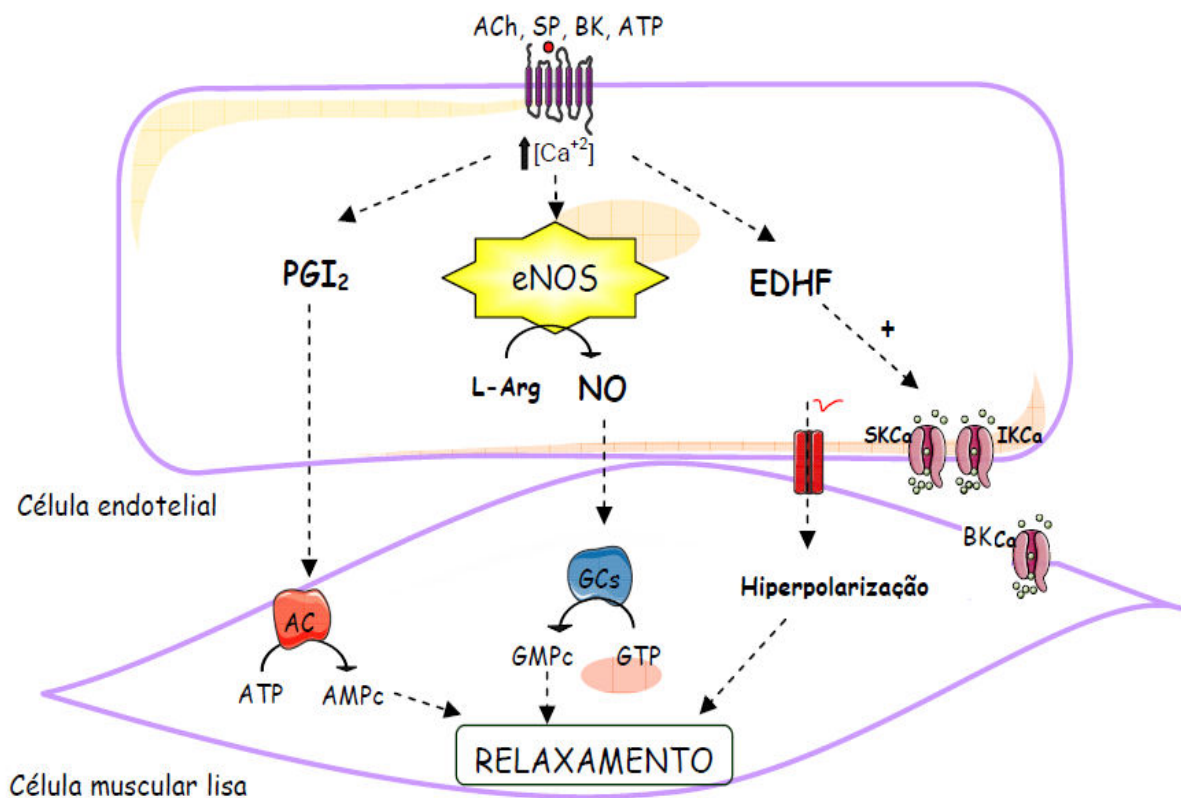 ACh, SP, BK, ATP
[Ca⁺²]
PGI₂
eNOS
EDHF
+
L-Arg
NO
SKCa
IKCa
Célula endotelial
BKCa
GCs
Hiperpolarização
AC
GMPc
GTP
ATP
AMPc
RELAXAMENTO
Célula muscular lisa